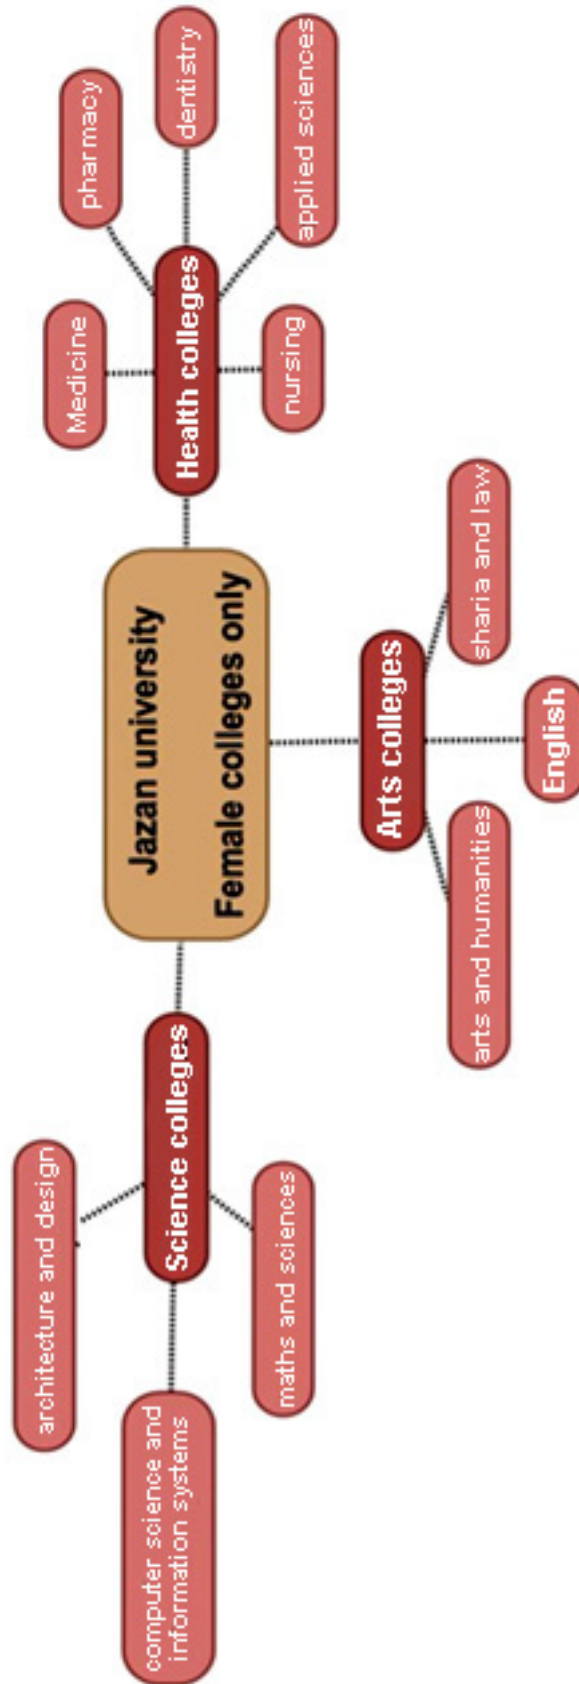 Jazan university
Female colleges only
Science colleges
architecture and design
computer science and
information systems
maths and sciences
Health colleges
Medicine
pharmacy
dentistry
applied sciences
nursing
Arts colleges
arts and humanities
English
sharia and law